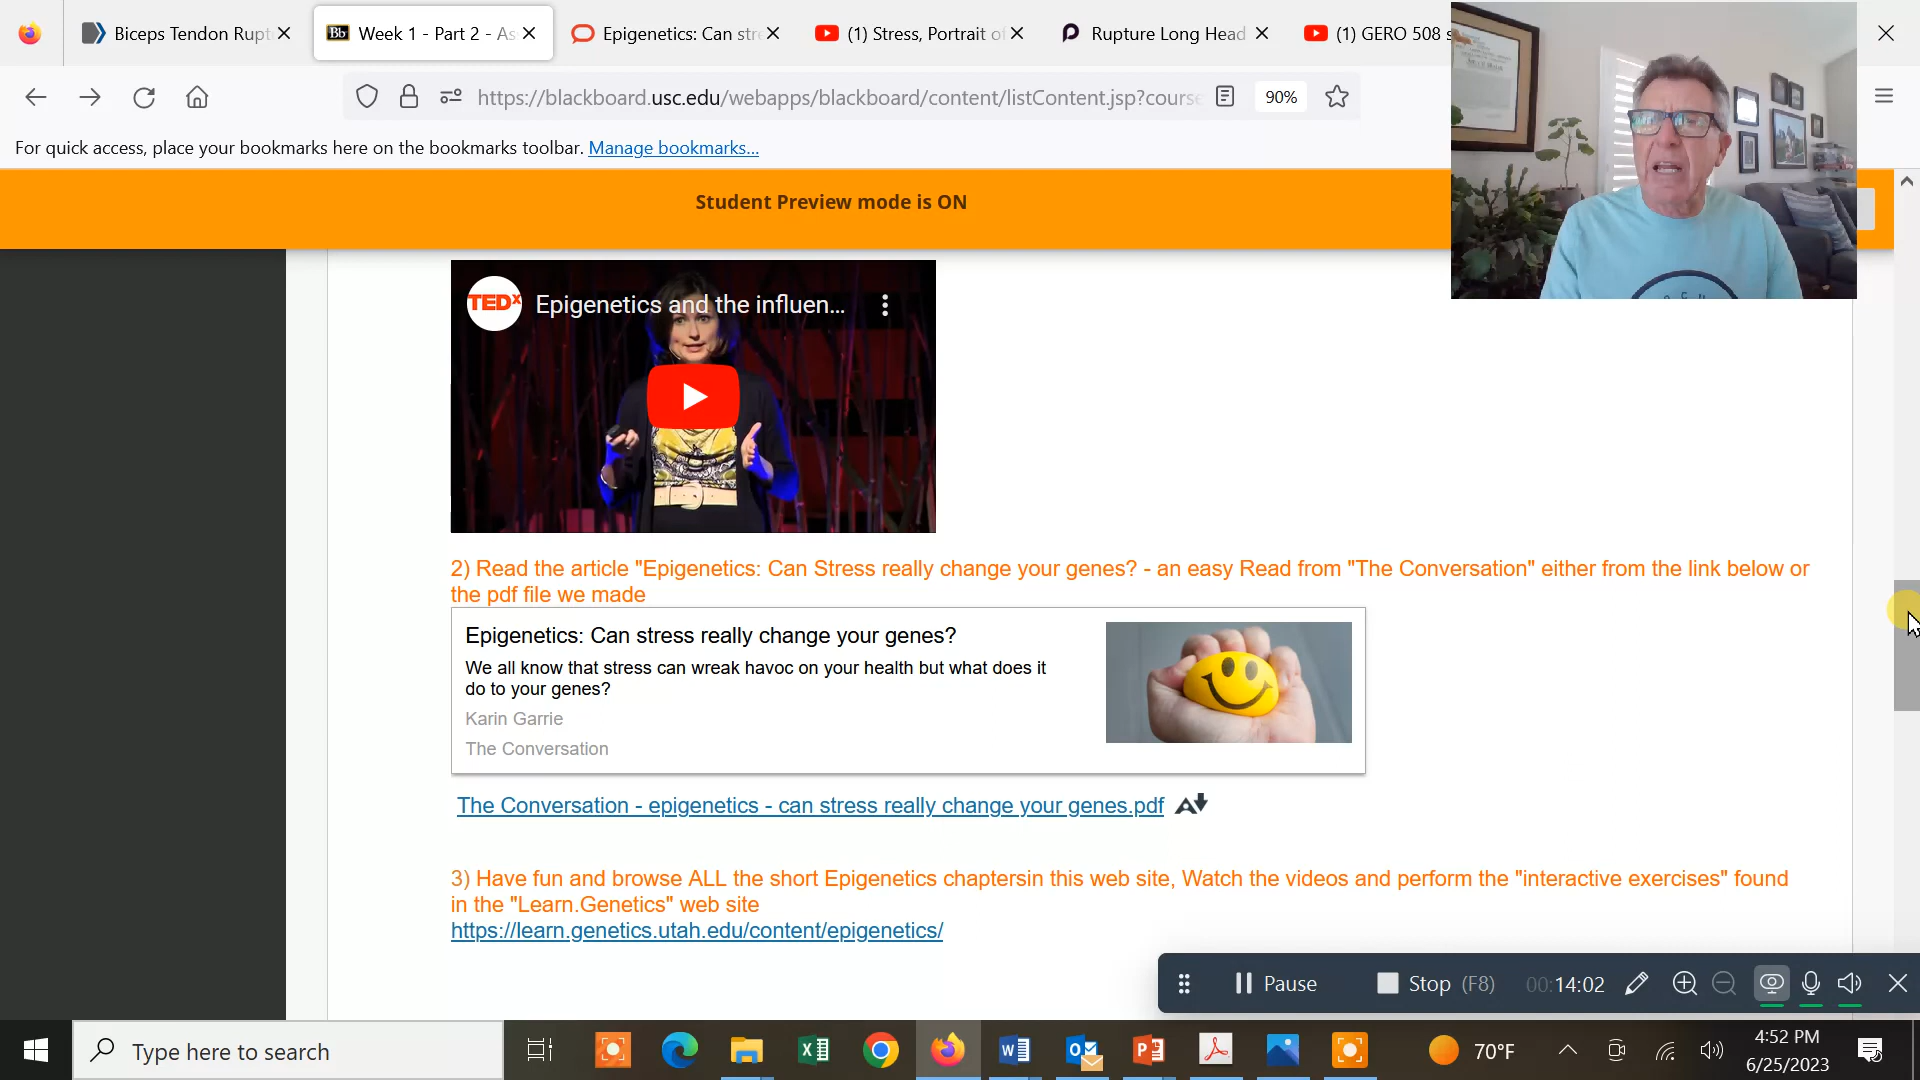 Biceps Tendon Rupt
Bb Week 1 - Part 2 - As
Epigenetics: Can stre
(1) Stress, Portrait of
Rupture Long Head
(1) GERO 508 s
https://blackboard.usc.edu/webapps/blackboard/content/listContent.jsp?course
90%
For quick access, place your bookmarks here on the bookmarks toolbar. Manage bookmarks...
Student Preview mode is ON
TEDx Epigenetics and the influen...
2) Read the article "Epigenetics: Can Stress really change your genes? - an easy Read from "The Conversation" either from the link below or
the pdf file we made
Epigenetics: Can stress really change your genes?
We all know that stress can wreak havoc on your health but what does it
do to your genes?
Karin Garrie
The Conversation
The Conversation - epigenetics - can stress really change your genes.pdf
3) Have fun and browse ALL the short Epigenetics chaptersin this web site, Watch the videos and perform the "interactive exercises" found
in the "Learn.Genetics" web site
https://learn.genetics.utah.edu/content/epigenetics/
Pause
Stop (F8)
00:14:02
Type here to search
70°F
4:52 PM
6/25/2023